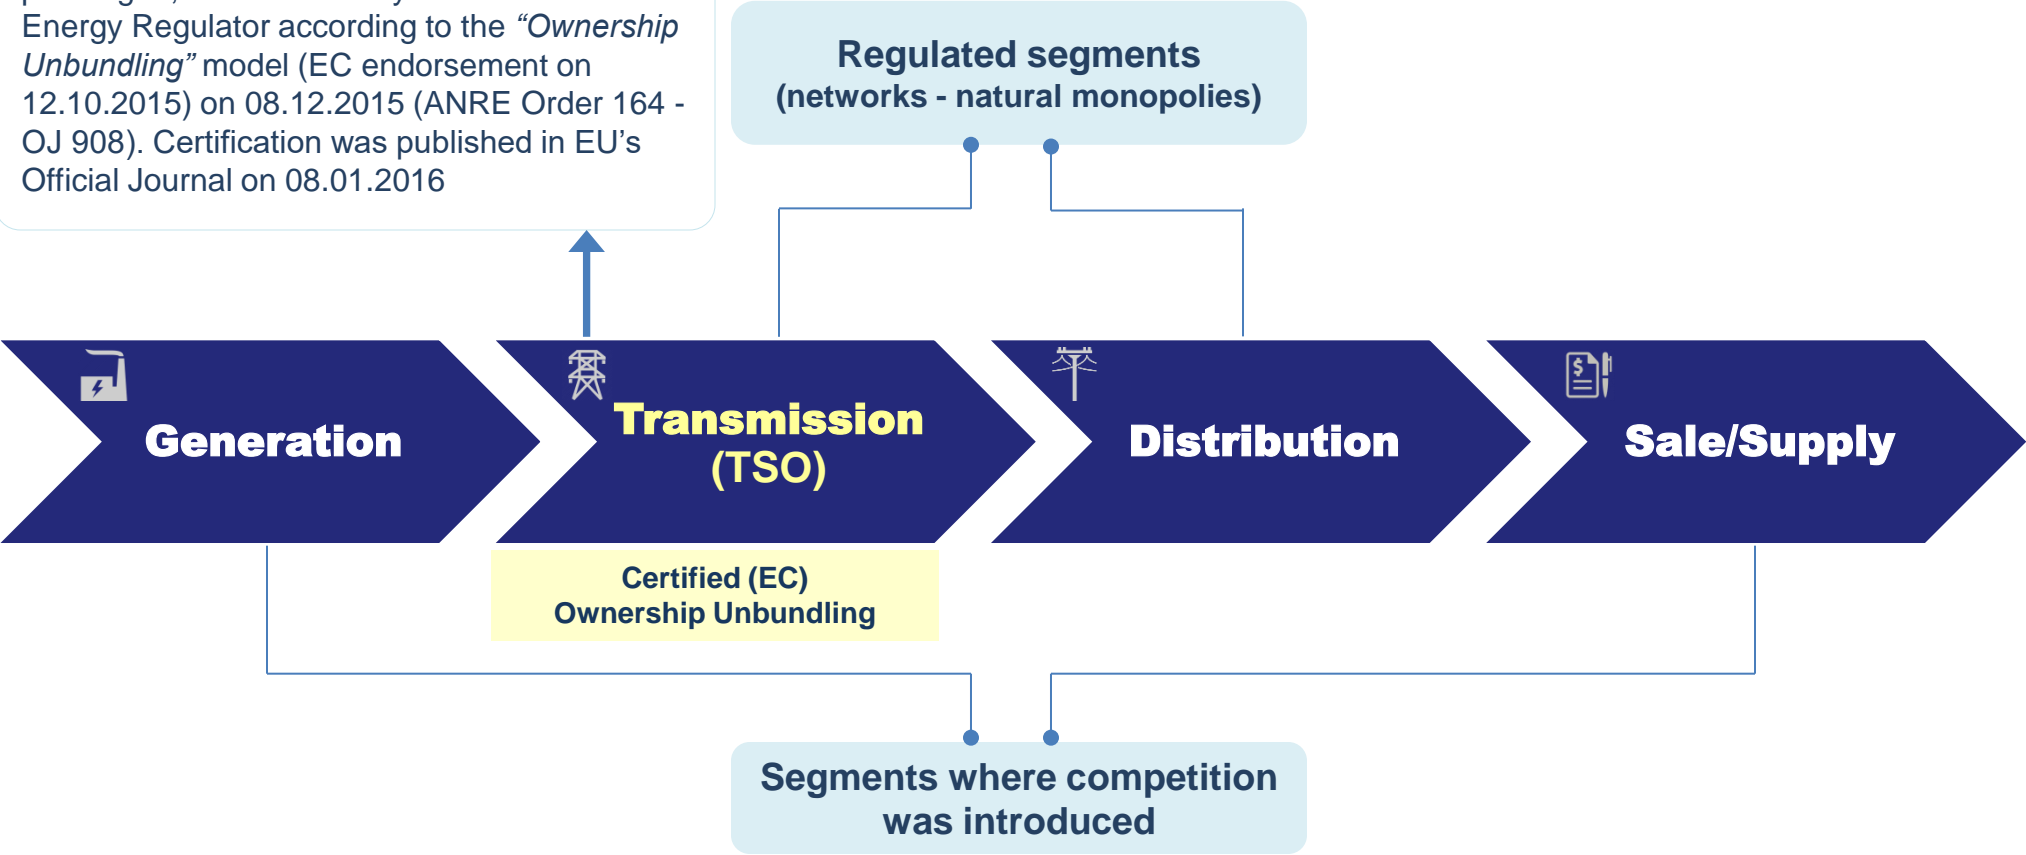 Energy Regulator according to the “Ownership
Unbundling” model (EC endorsement on
12.10.2015) on 08.12.2015 (ANRE Order 164 -
OJ 908). Certification was published in EU’s
Official Journal on 08.01.2016
Regulated segments
(networks - natural monopolies)
Generation
Transmission
(TSO)
Distribution
Sale/Supply
Certified (EC)
Ownership Unbundling
Segments where competition
was introduced